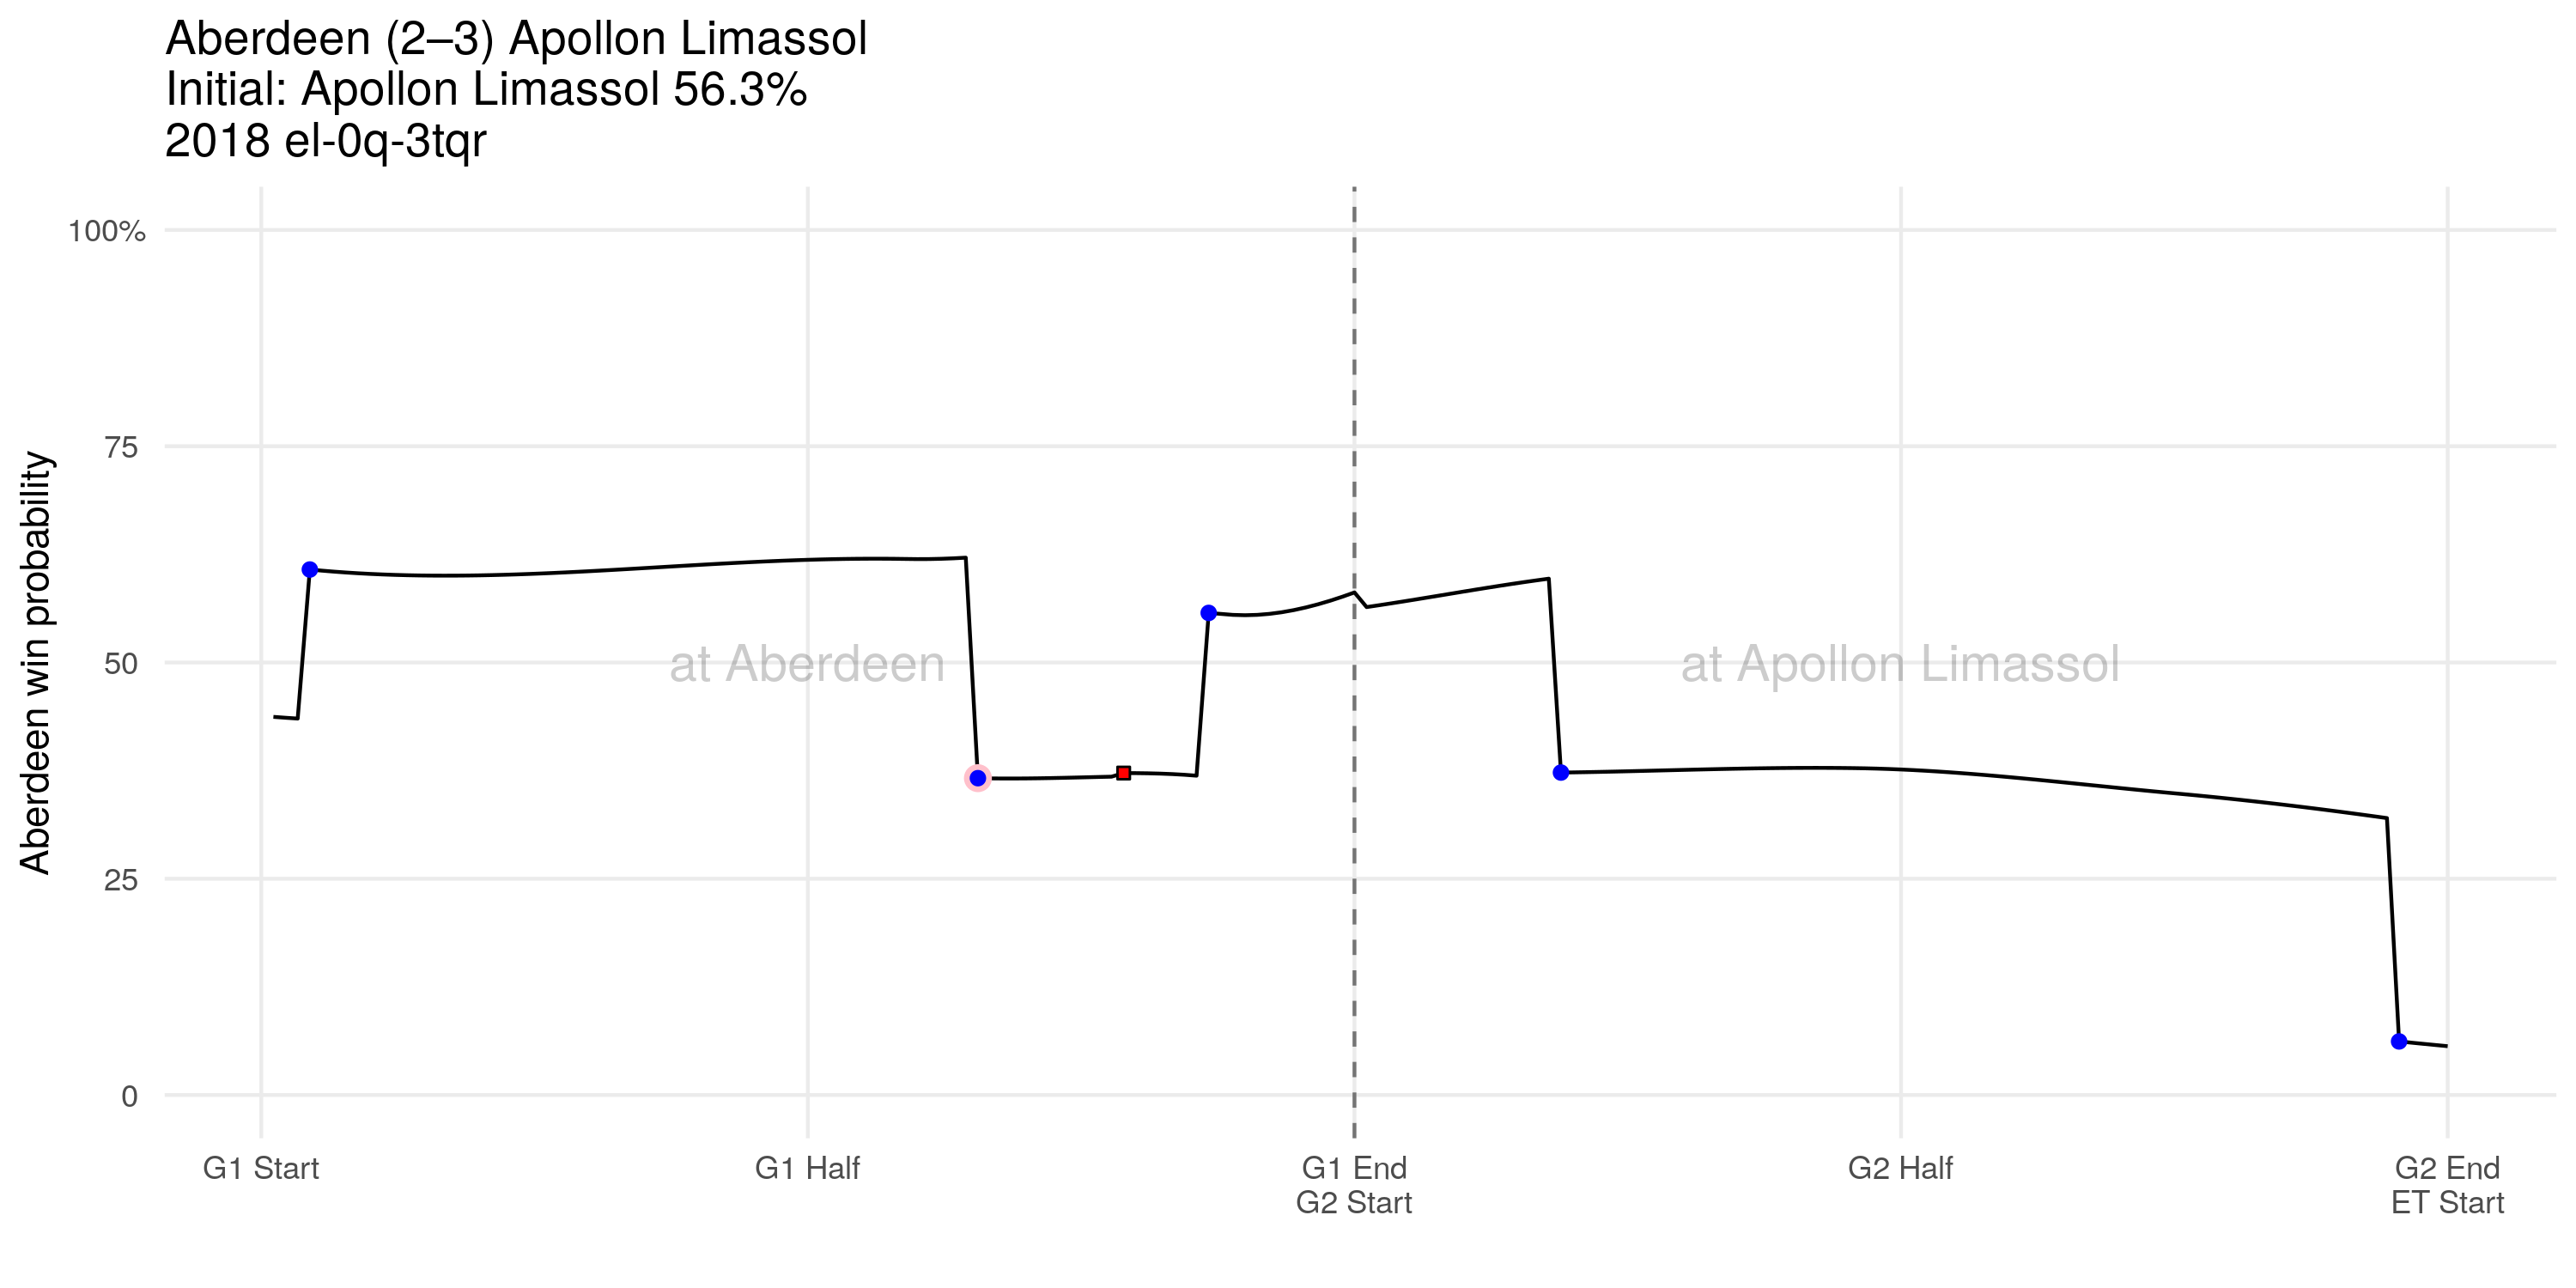 Aberdeen (2–3) Apollon Limassol
Initial: Apollon Limassol 56.3%
2018 el-0q-3tqr
Aberdeen win probability
100%
75
50
25
0
at Aberdeen
at Apollon Limassol
G1 Start
G1 Half
G1 End
G2 Start
G2 Half
G2 End
ET Start